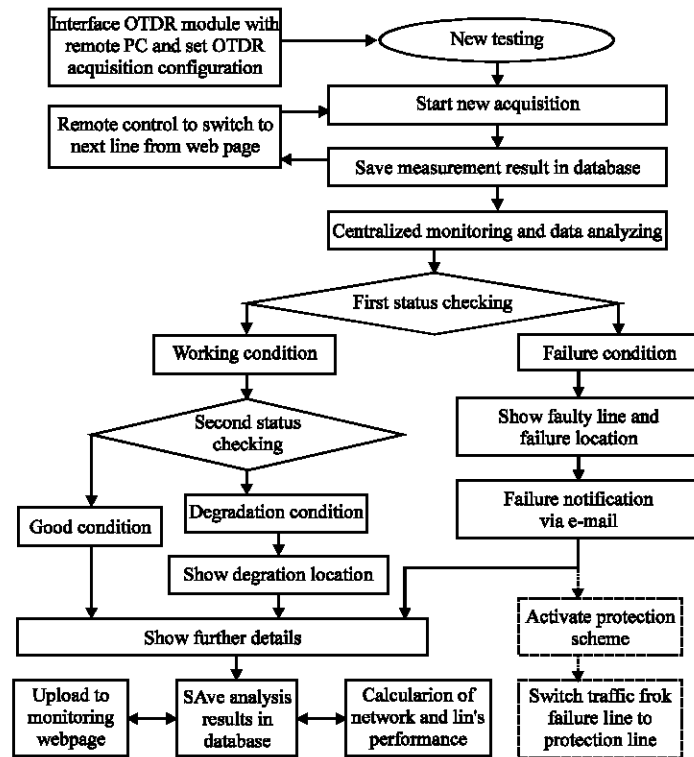 Interface OTDR module with
remote PC and set OTDR
acquisition configuration
New testing
Start new acquisition
Remote control to switch to
next line from web page
Save measurement result in database
Centralized monitoring and data analyzing
First status checking
Working condition
Failure condition
Second status
checking
Show faulty line and
failure location
Good condition
Degradation condition
Failure notification
via e-mail
Show degration location
Activate protection
scheme
Show further details
Upload to
monitoring
webpage
SAve analysis
results in
database
Calcularion of
network and lin's
performance
Switch traffic frok
failure line to
protection line